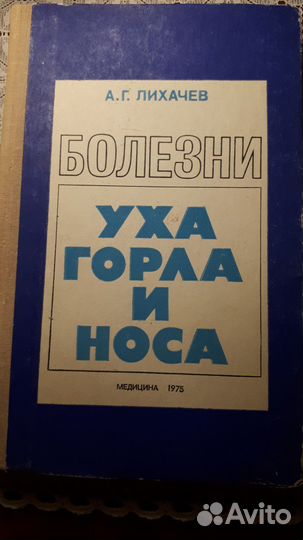 А.Г. ЛИХАЧЕВ
БОЛЕЗНИ
УХА
ГОРЛА
И
НОСА
МЕДИЦИНА 1975
Avito